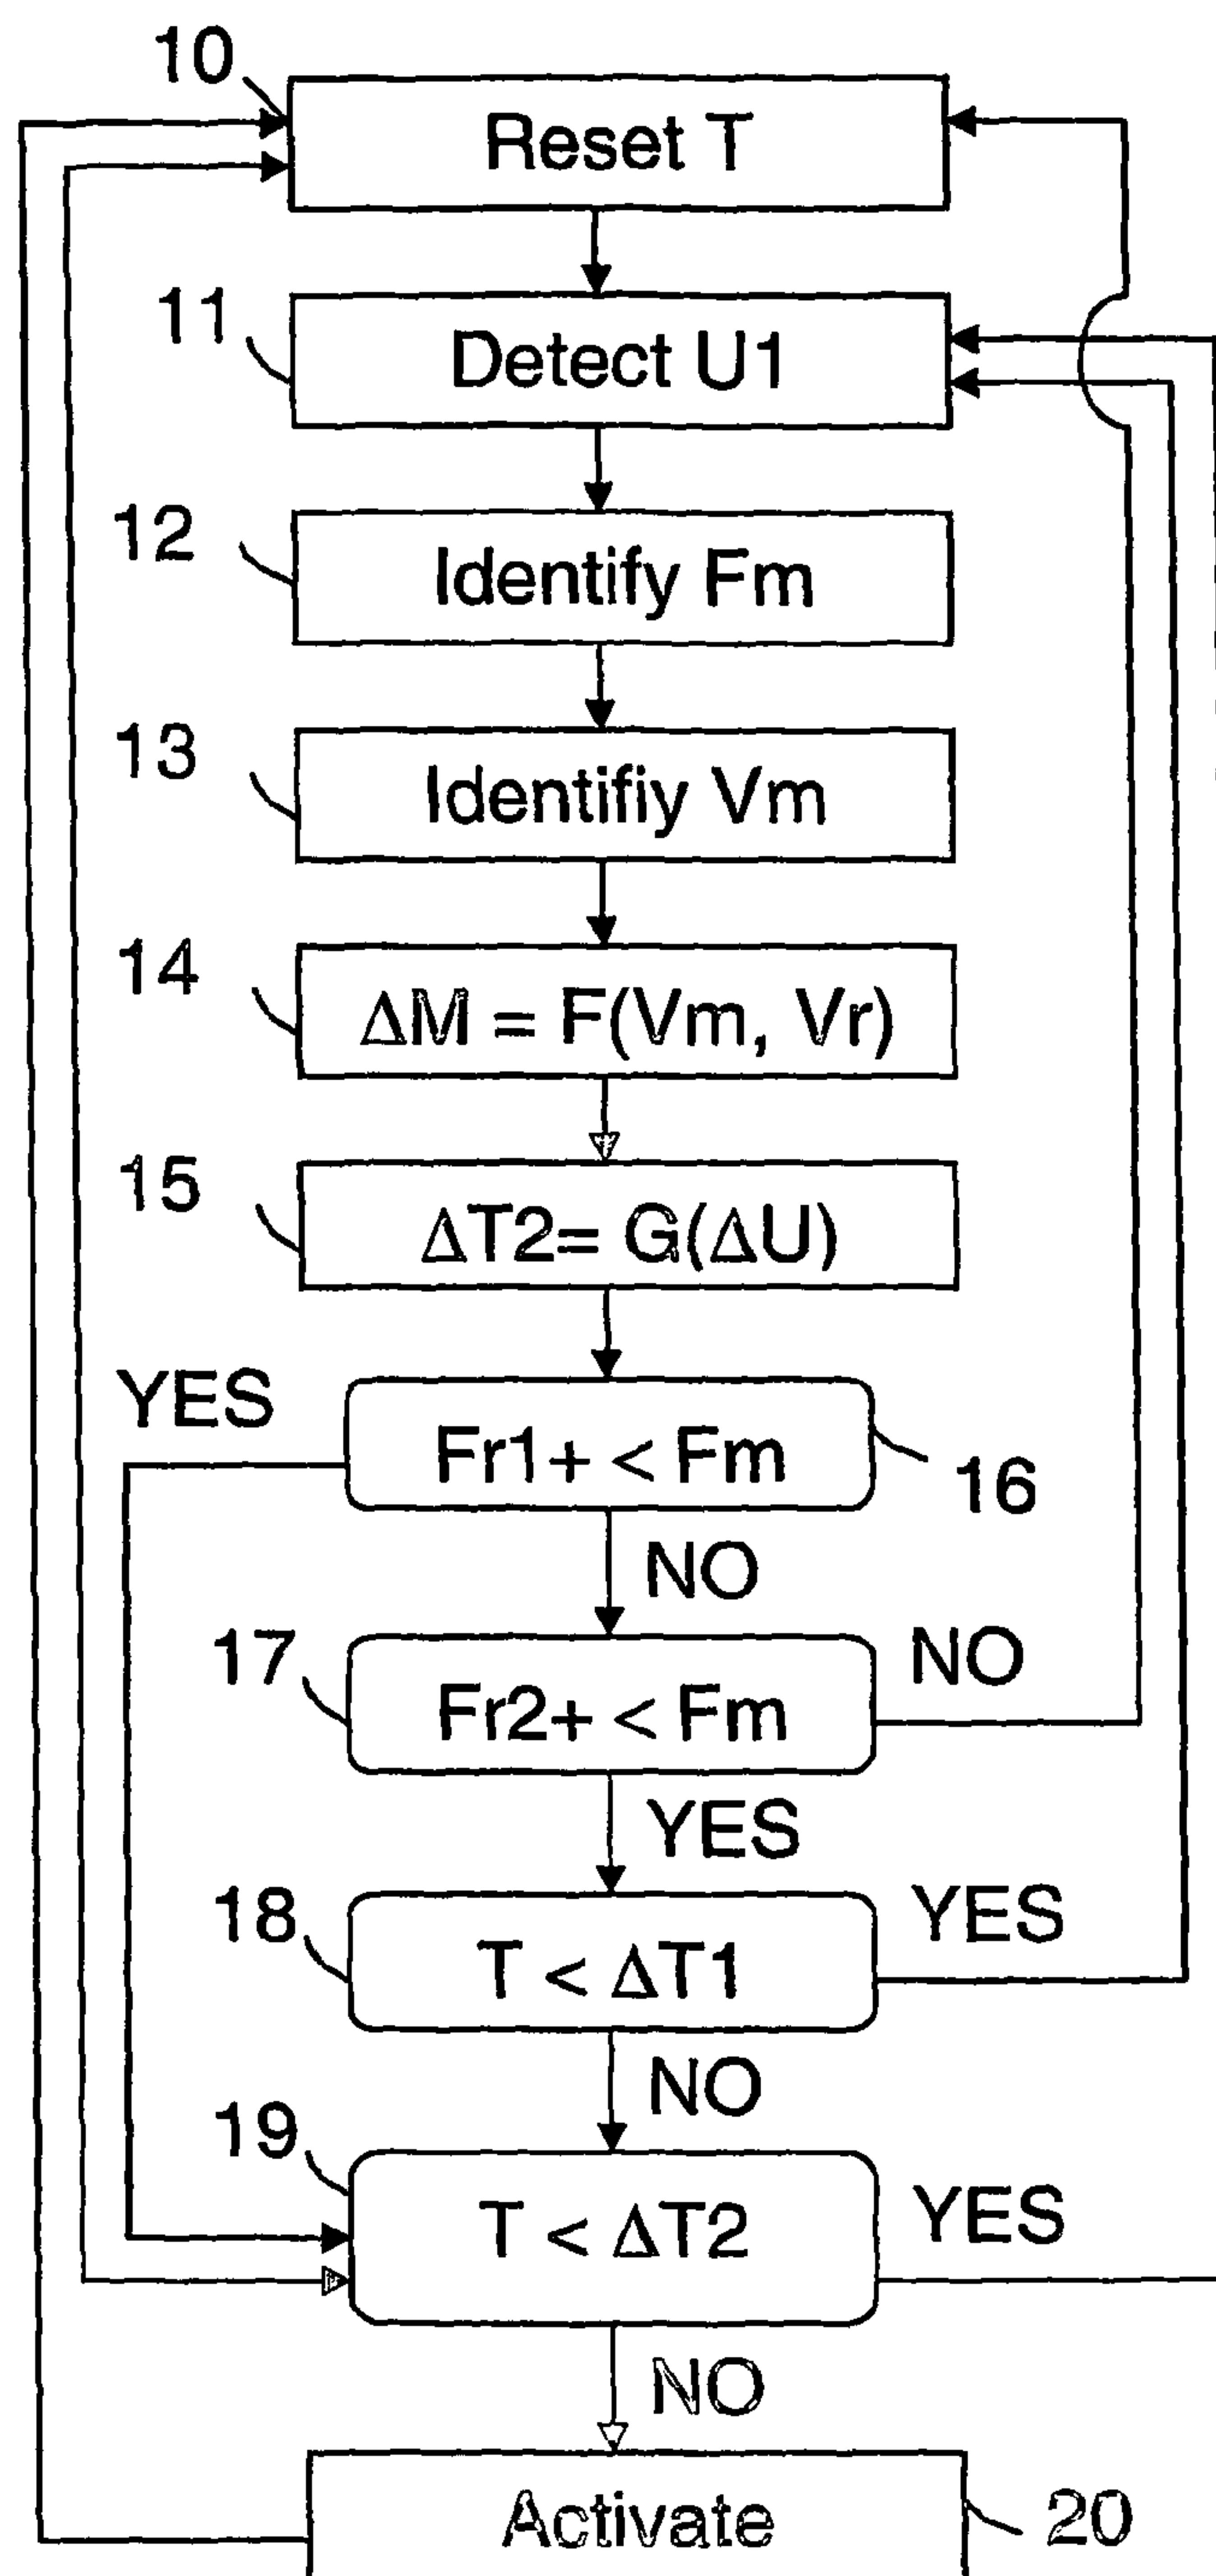 10
Reset T
11
Detect U1
12
Identify Fm
13
Identifiy Vm
14
ΔM = F(Vm, Vr)
15
ΔT2= G(ΔU)
YES
Fr1+ < Fm
16
NO
17
Fr2+ < Fm
NO
YES
18
T < ΔT1
YES
NO
19
T < ΔT2
YES
NO
Activate
20